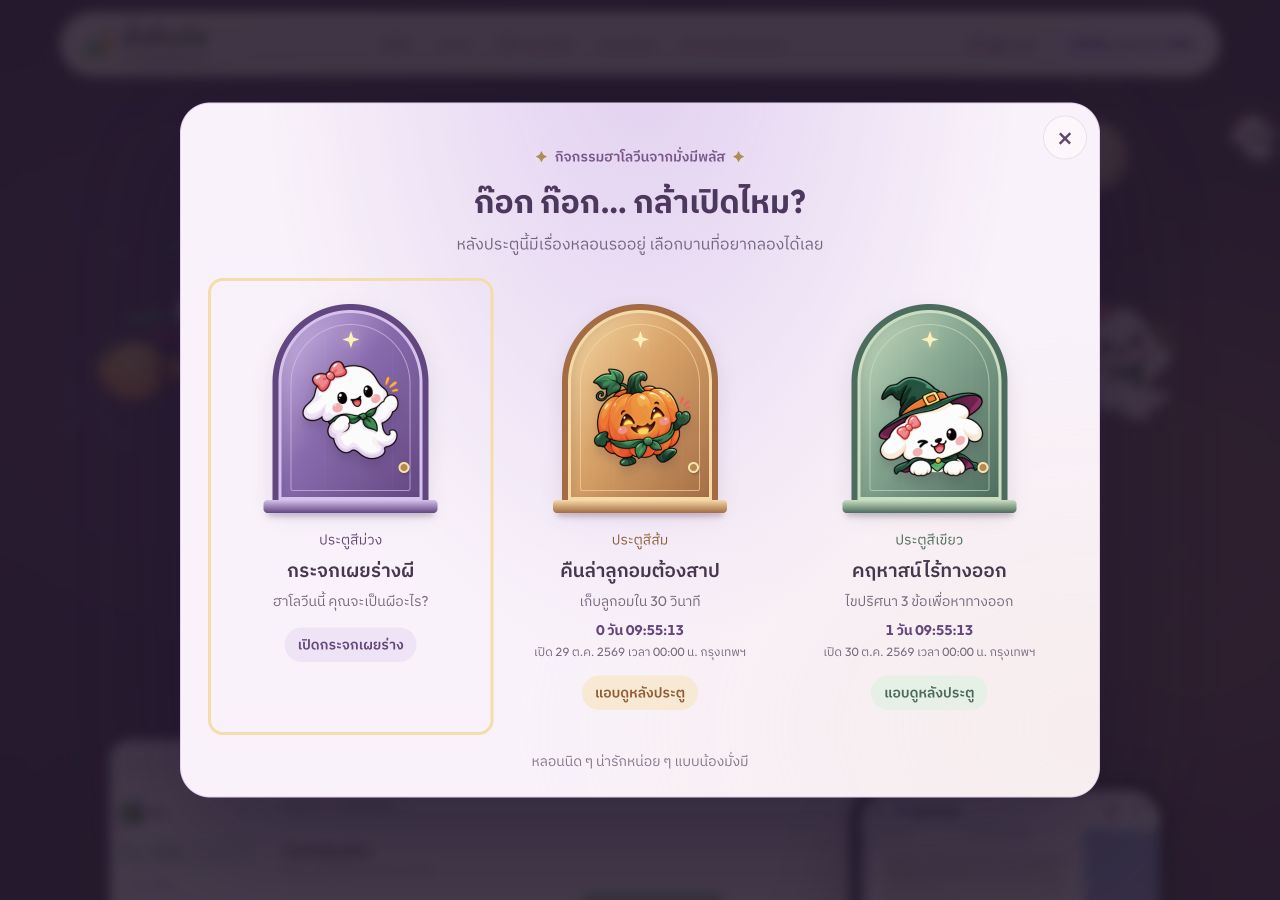 กิจกรรมฮาโลวีนจากมั่งมีพลัส
ก๊อก ก๊อก... กล้าเปิดไหม?
หลังประตูนี้มีเรื่องหลอนรออยู่ เลือกบานที่อยากลองได้เลย
ประตูสีม่วง
กระจกเผยร่างผี
ฮาโลวีนนี้ คุณจะเป็นผีอะไร?
เปิดกระจกเผยร่าง
ประตูสีส้ม
คืนล่าลูกอมต้องสาป
เก็บลูกอมใน 30 วินาที
0 วัน 09:55:13
เปิด 29 ต.ค. 2569 เวลา 00:00 น. กรุงเทพฯ
แอบดูหลังประตู
ประตูสีเขียว
คฤหาสน์ไร้ทางออก
ไขปริศนา 3 ข้อเพื่อหาทางออก
1 วัน 09:55:13
เปิด 30 ต.ค. 2569 เวลา 00:00 น. กรุงเทพฯ
แอบดูหลังประตู
หลอนนิด ๆ น่ารักหน่อย ๆ แบบน้องมั่งมี